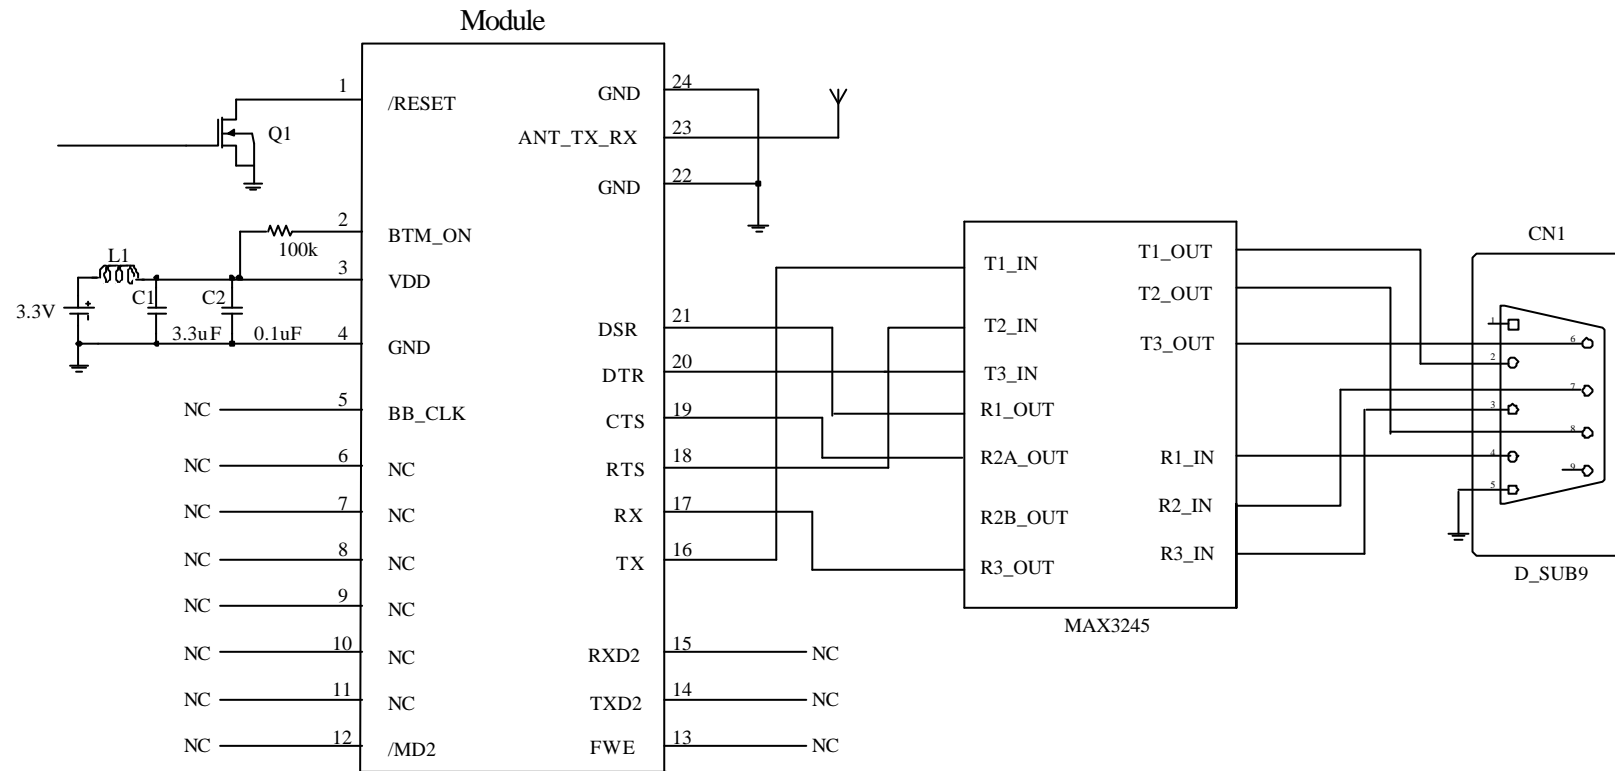 Module
1
/RESET
Q1
2
BTM_ON
100k
L1
3
VDD
3.3V
C1
C2
3.3uF
0.1uF
4
GND
NC
5
BB_CLK
NC
6
NC
NC
7
NC
NC
8
NC
NC
9
NC
NC
10
NC
NC
11
NC
NC
12
/MD2
GND
24
ANT_TX_RX
23
GND
22
DSR
21
DTR
20
CTS
19
RTS
18
RX
17
TX
16
RXD2
15
NC
TXD2
14
NC
FWE
13
NC
T1_IN
T2_IN
T3_IN
R1_OUT
R2A_OUT
R2B_OUT
R3_OUT
T1_OUT
T2_OUT
T3_OUT
R1_IN
R2_IN
R3_IN
MAX3245
CN1
1
6
2
7
3
8
4
9
5
D_SUB9